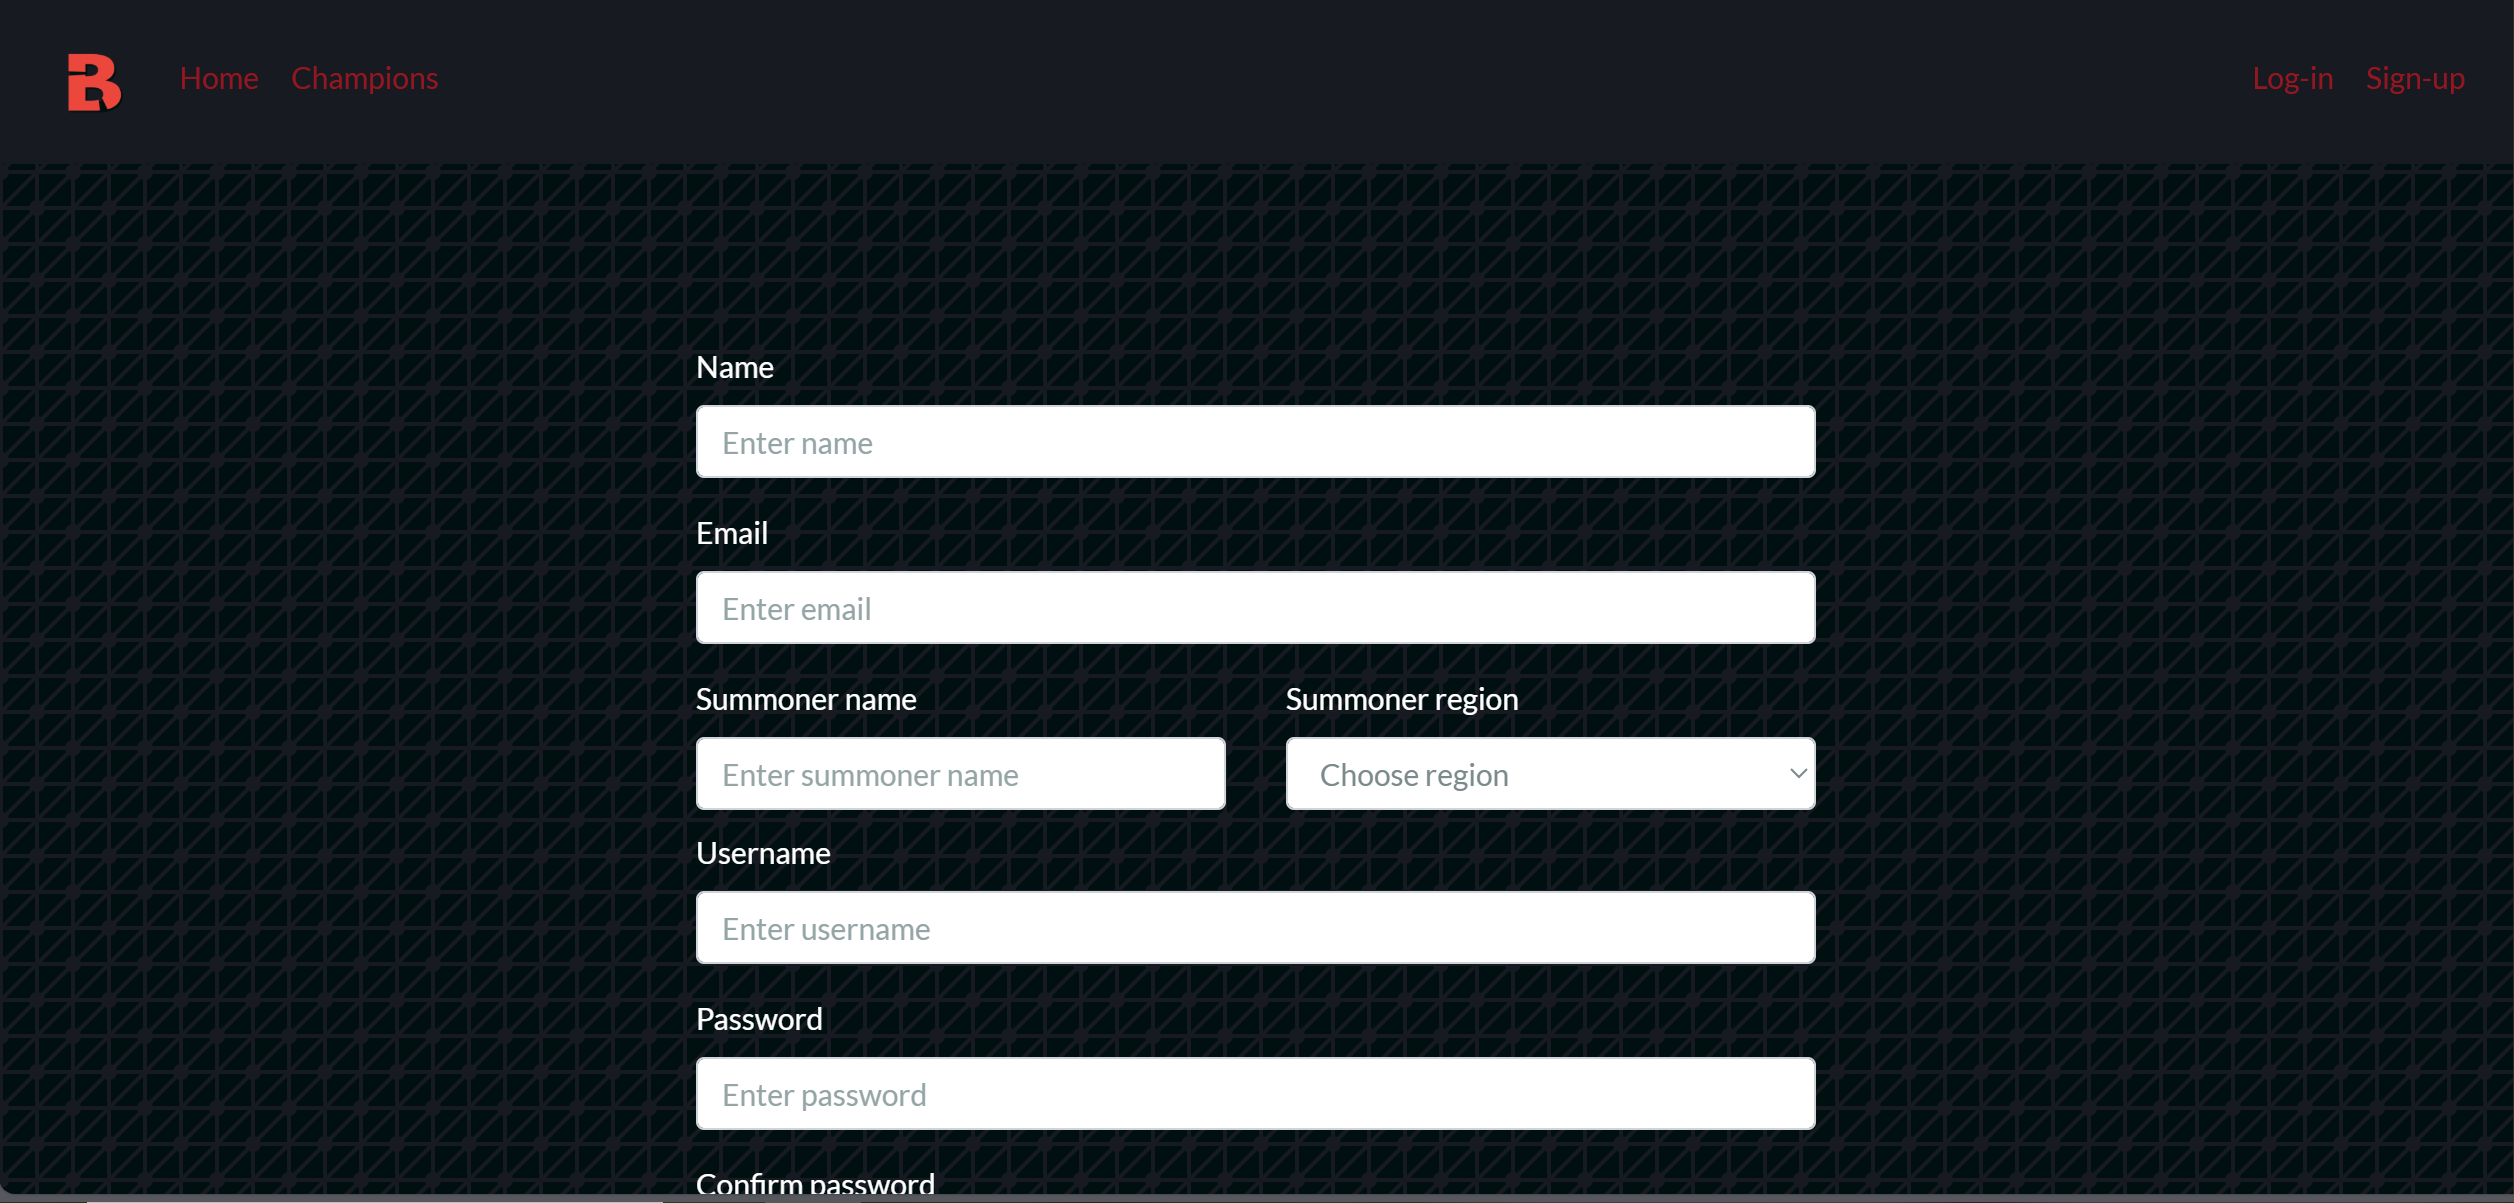 B Home Champions Log-in Sign-up
Name
Enter name
Email
Enter email
Summoner name Summoner region
Enter summoner name Choose region
Username
Enter username
Password
Enter password
Confirm password